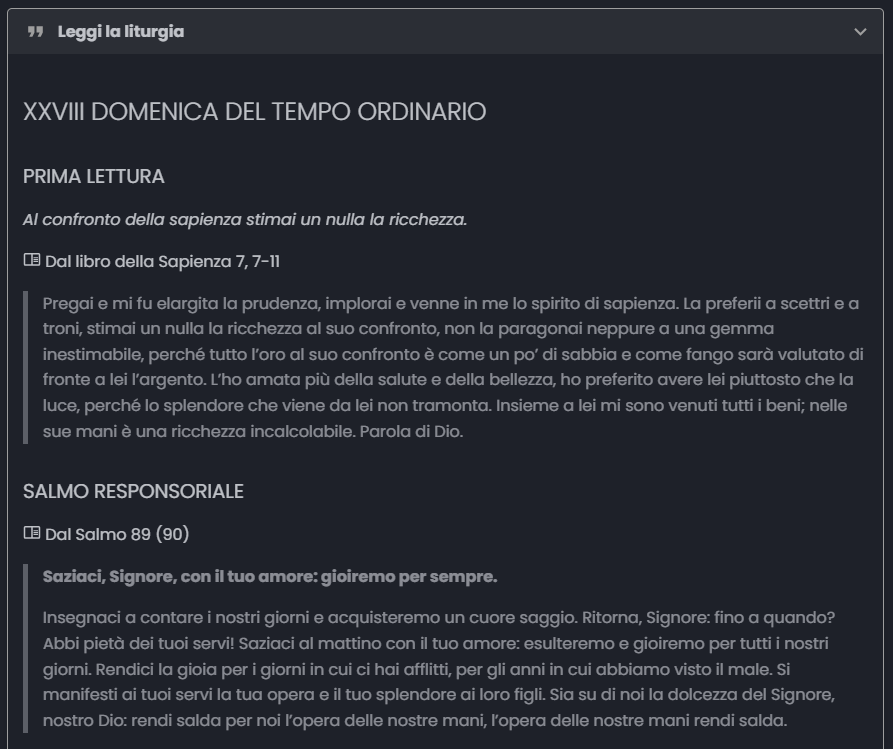 Leggi la liturgia
XXVIII DOMENICA DEL TEMPO ORDINARIO
PRIMA LETTURA
Al confronto della sapienza stimai un nulla la ricchezza.
Dal libro della Sapienza 7, 7-11
Pregai e mi fu elargita la prudenza, implorai e venne in me lo spirito di sapienza. La preferii a scettri e a
troni, stimai un nulla la ricchezza al suo confronto, non la paragonai neppure a una gemma
inestimabile, perché tutto l’oro al suo confronto è come un po’ di sabbia e come fango sarà valutato di
fronte a lei l’argento. L’ho amata più della salute e della bellezza, ho preferito avere lei piuttosto che la
luce, perché lo splendore che viene da lei non tramonta. Insieme a lei mi sono venuti tutti i beni; nelle
sue mani è una ricchezza incalcolabile. Parola di Dio.
SALMO RESPONSORIALE
Dal Salmo 89 (90)
Saziaci, Signore, con il tuo amore: gioiremo per sempre.
Insegnaci a contare i nostri giorni e acquisteremo un cuore saggio. Ritorna, Signore: fino a quando?
Abbi pietà dei tuoi servi! Saziaci al mattino con il tuo amore: esulteremo e gioiremo per tutti i nostri
giorni. Rendici la gioia per i giorni in cui ci hai afflitti, per gli anni in cui abbiamo visto il male. Si
manifesti ai tuoi servi la tua opera e il tuo splendore ai loro figli. Sia su di noi la dolcezza del Signore,
nostro Dio: rendi salda per noi l’opera delle nostre mani, l’opera delle nostre mani rendi salda.